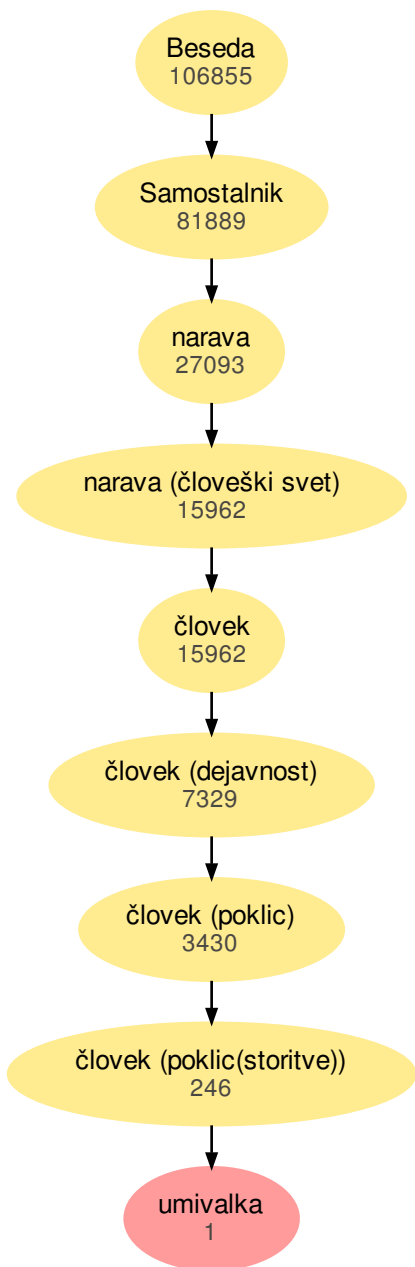 Beseda
106855
Samostalnik
81889
narava
27093
narava (človeški svet)
15962
človek
15962
človek (dejavnost)
7329
človek (poklic)
3430
človek (poklic(storitve))
246
umivalka
1